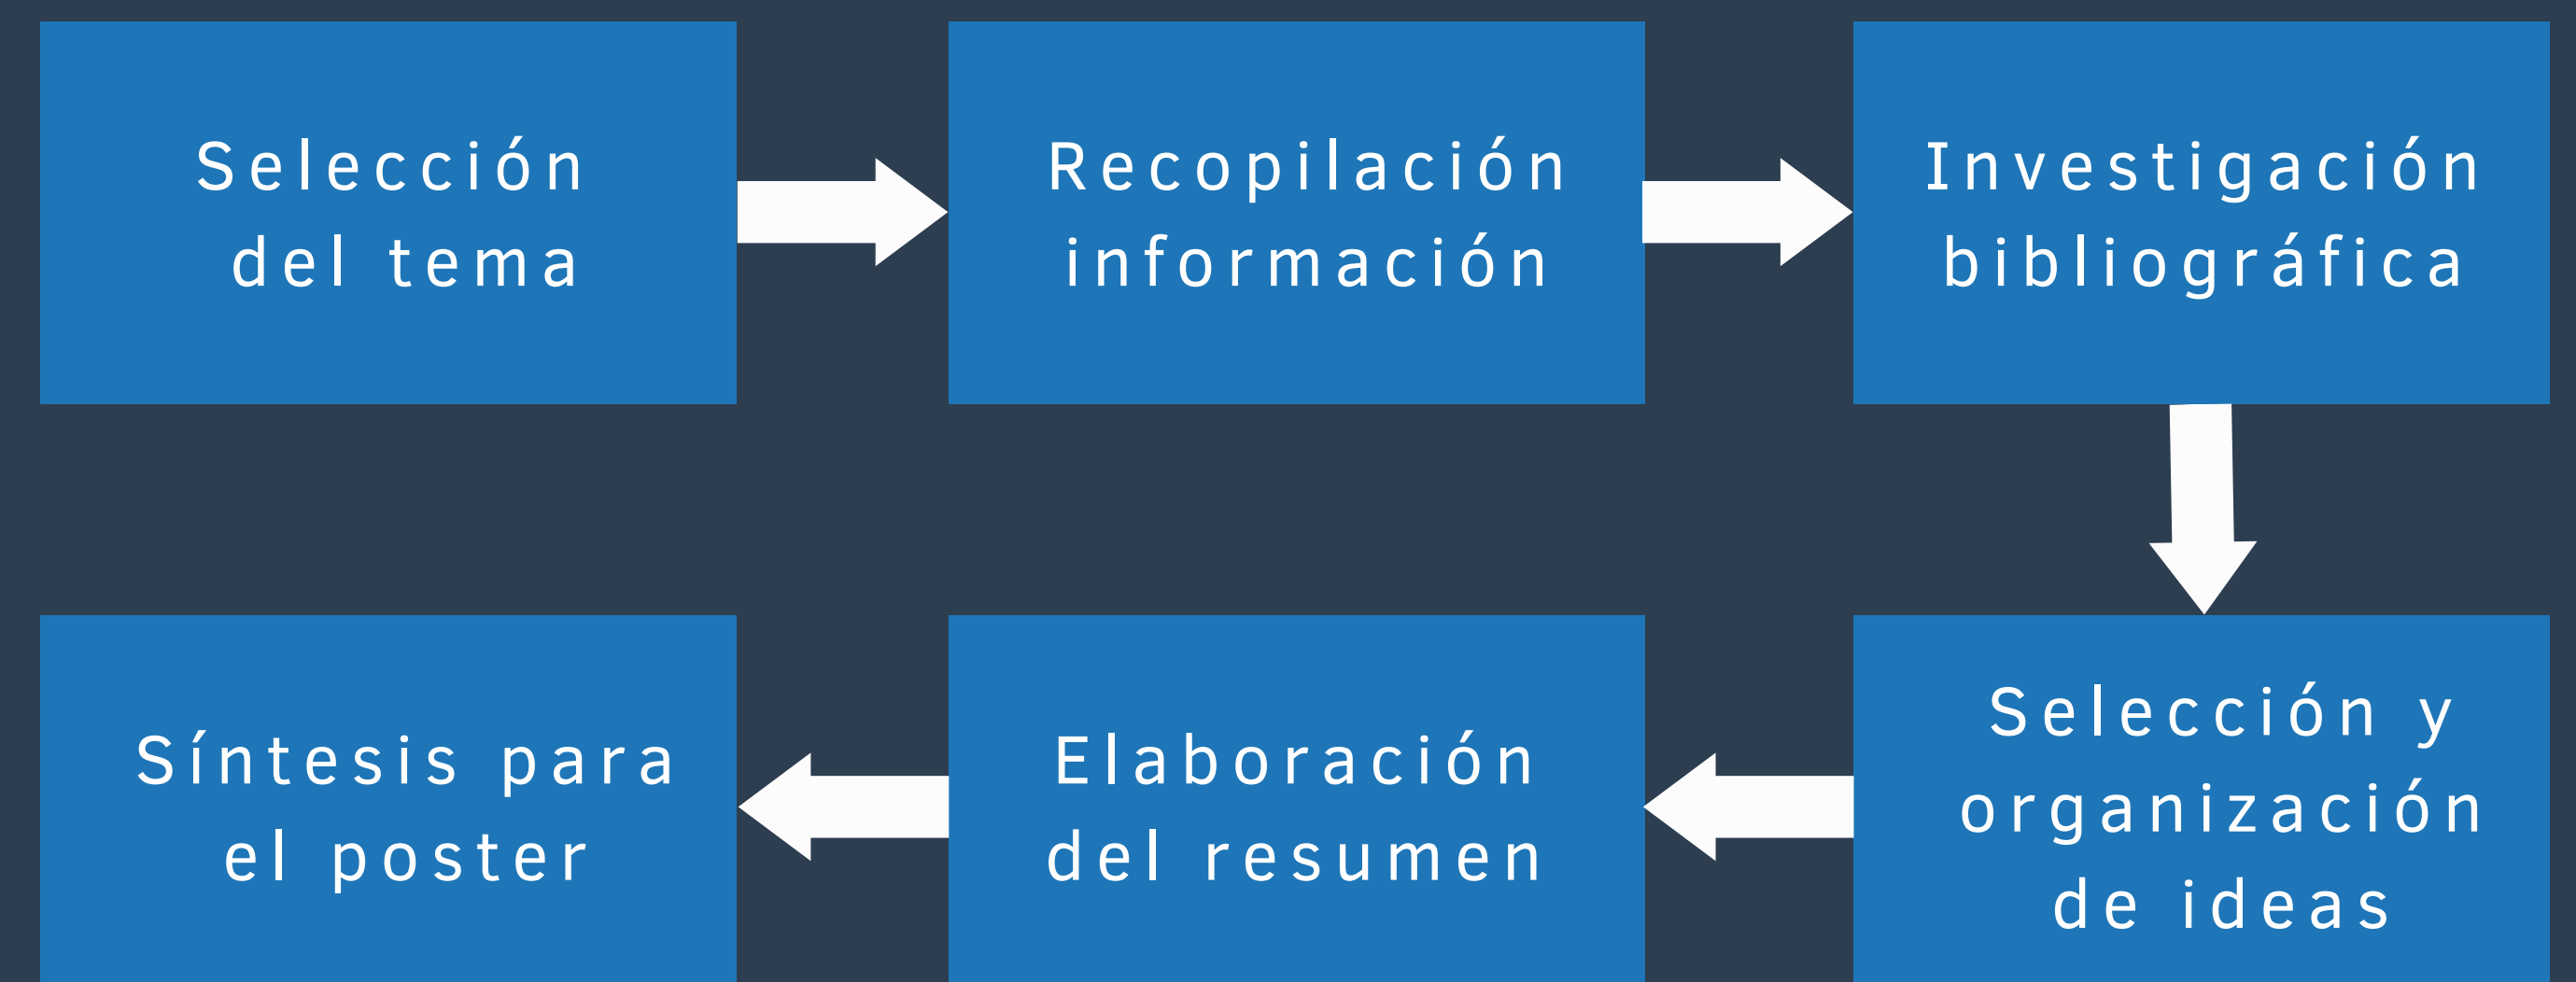 Selección
del tema
Recopilación
información
Investigación
bibliográfica
Selección y
organización
de ideas
Elaboración
del resumen
Síntesis para
el poster